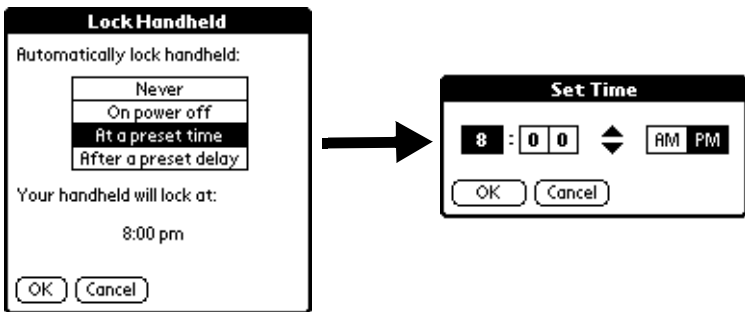 Lock Handheld
Automatically lock handheld:
Never
On power off
At a preset time
After a preset delay
Your handheld will lock at:
8:00 pm
OK Cancel
Set Time
8 : 0 0 AM PM
OK Cancel